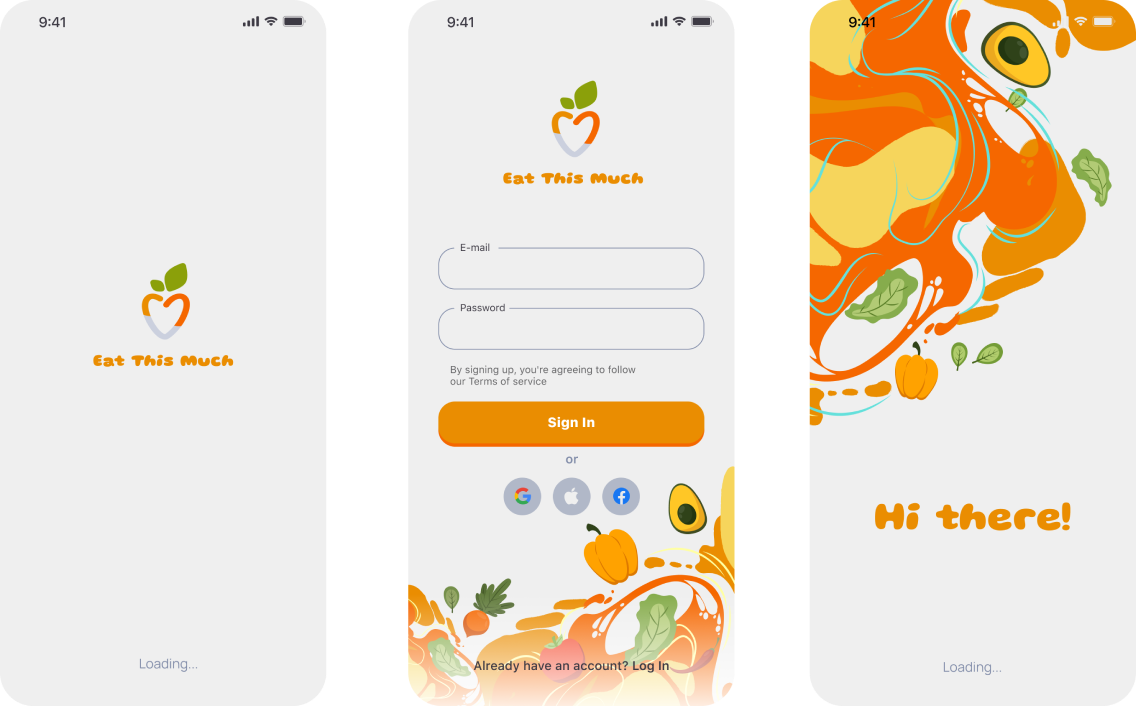 9:41
Eat This Much
Loading...
9:41
Eat This Much
E-mail
Password
By signing up, you're agreeing to follow
our Terms of service
Sign In
or
Already have an account? Log In
9:41
Hi there!
Loading...